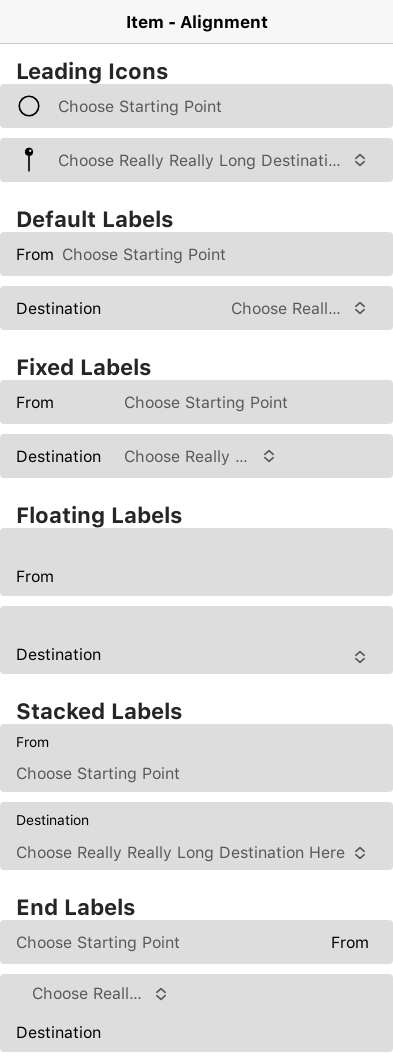 Item - Alignment
Leading Icons
Choose Starting Point
Choose Really Really Long Destinati...
Default Labels
From Choose Starting Point
Destination Choose Reall...
Fixed Labels
From Choose Starting Point
Destination Choose Really ...
Floating Labels
From
Destination
Stacked Labels
From
Choose Starting Point
Destination
Choose Really Really Long Destination Here
End Labels
Choose Starting Point From
Choose Reall...
Destination